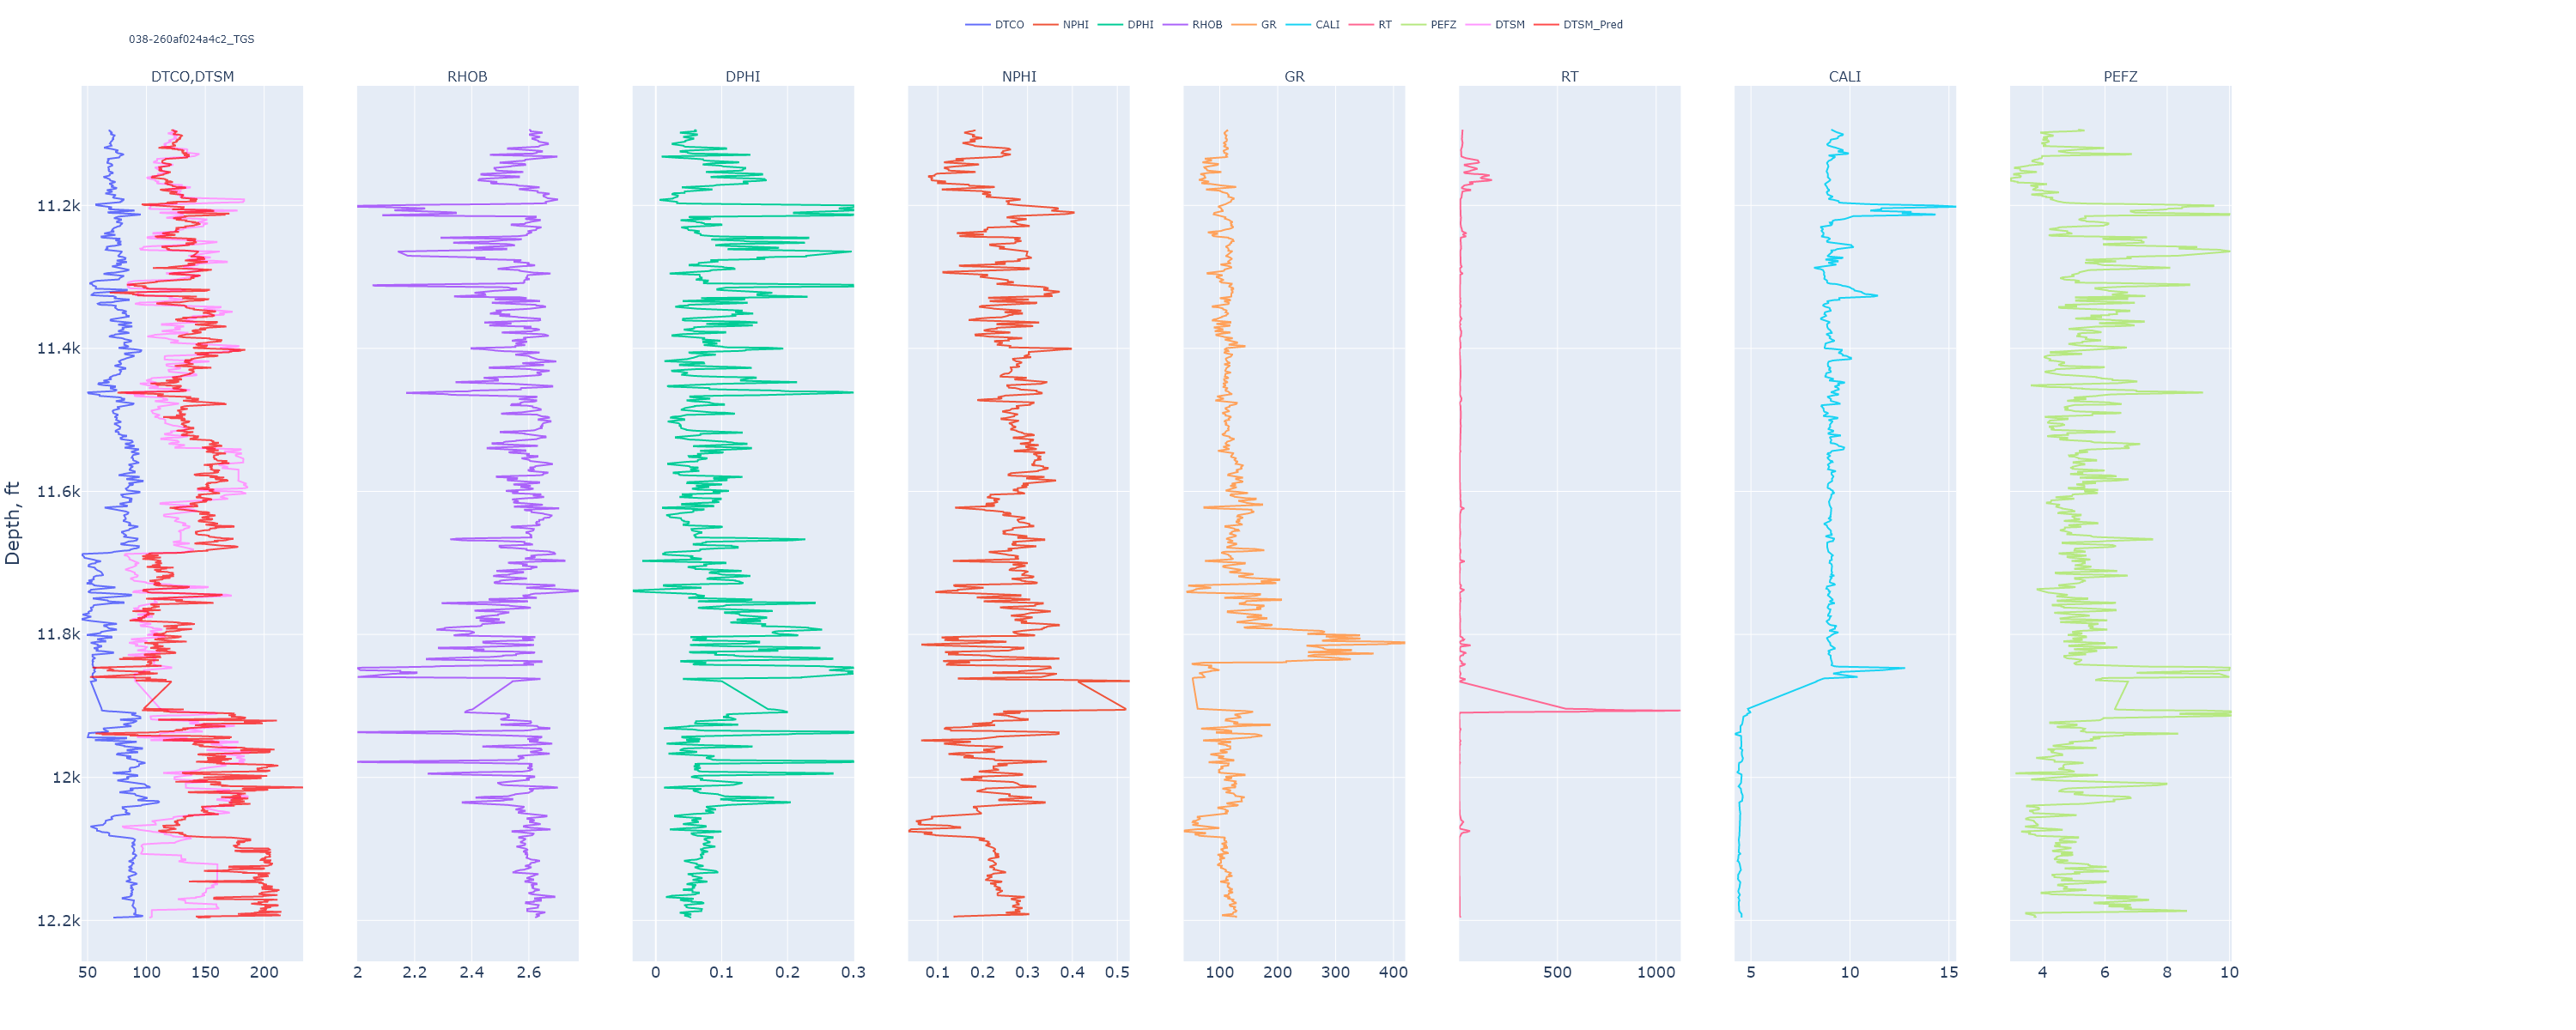 DTCO NPHI DPHI RHOB GR CALI RT PEFZ DTSM DTSM_Pred
038-260af024a4c2_TGS
DTCO,DTSM RHOB DPHI NPHI GR RT CALI PEFZ
Depth, ft
11.2k
11.4k
11.6k
11.8k
12k
12.2k
50 100 150 200 2 2.2 2.4 2.6 0 0.1 0.2 0.3 0.1 0.2 0.3 0.4 0.5 100 200 300 400 500 1000 5 10 15 4 6 8 10